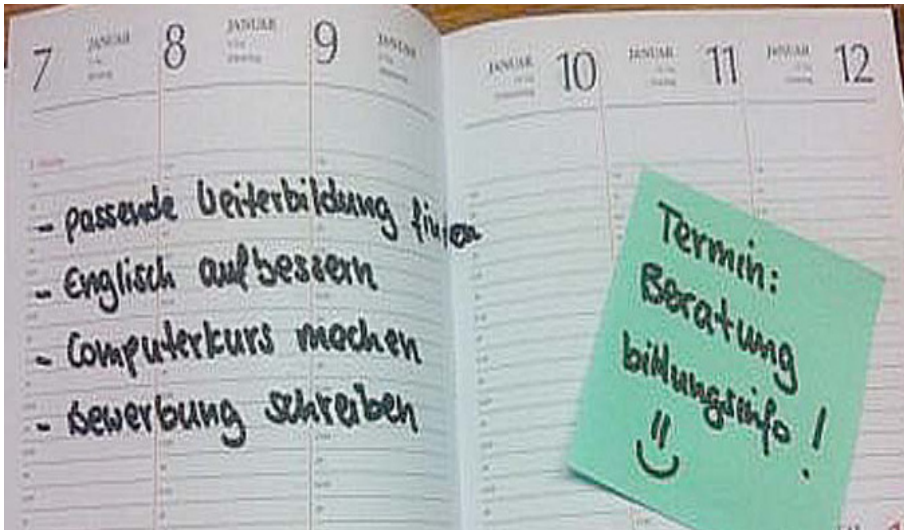 7 JANUAR
8 JANUAR
9 JANUAR
JANUAR 10
JANUAR 11
JANUAR 12
- passende Weiterbildung finden
- Englisch aufbessern
- Computerkurs machen
- Bewerbung schreiben
Termin:
Beratung
bildungsinfo!